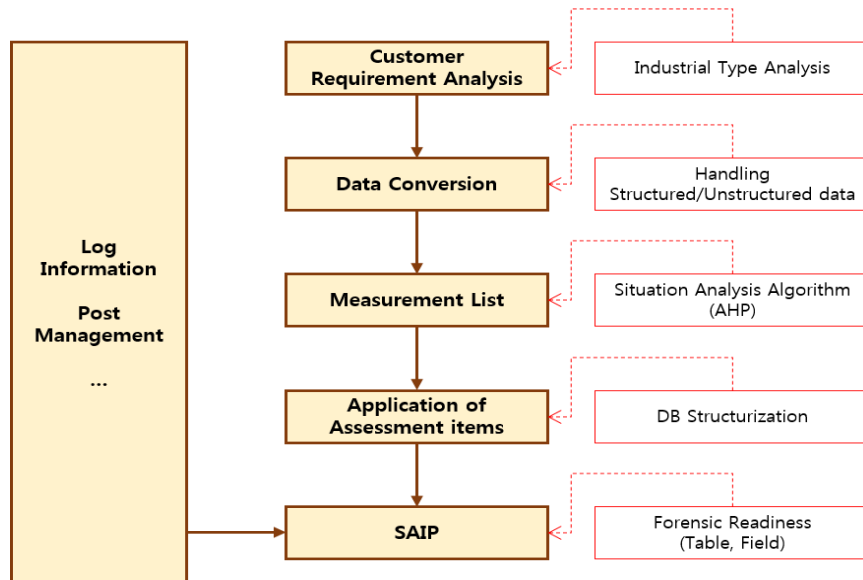 Log
Information
Post
Management
...
Customer
Requirement Analysis
Industrial Type Analysis
Data Conversion
Handling
Structured/Unstructured data
Measurement List
Situation Analysis Algorithm
(AHP)
Application of
Assessment items
DB Structurization
SAIP
Forensic Readiness
(Table, Field)